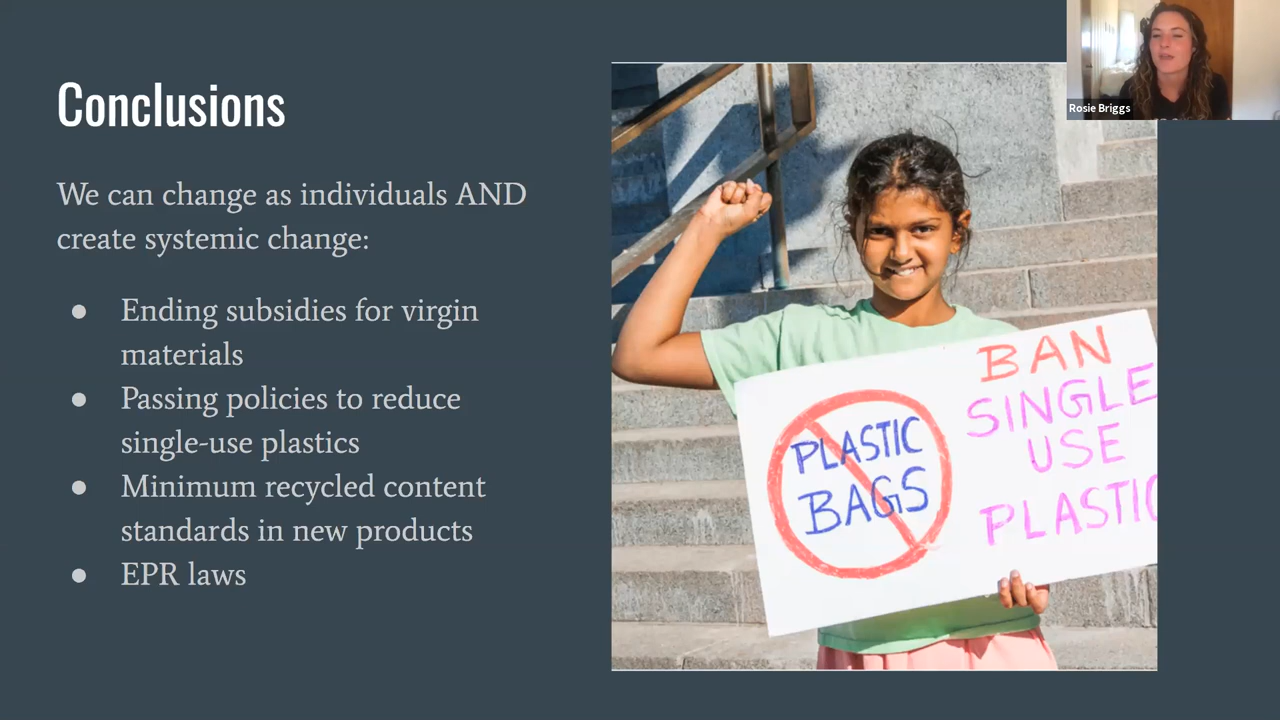 Conclusions
We can change as individuals AND
create systemic change:
● Ending subsidies for virgin
materials
● Passing policies to reduce
single-use plastics
● Minimum recycled content
standards in new products
● EPR laws
PLASTIC
BAGS
BAN
SINGLE
USE
PLASTIC
Rosie Briggs